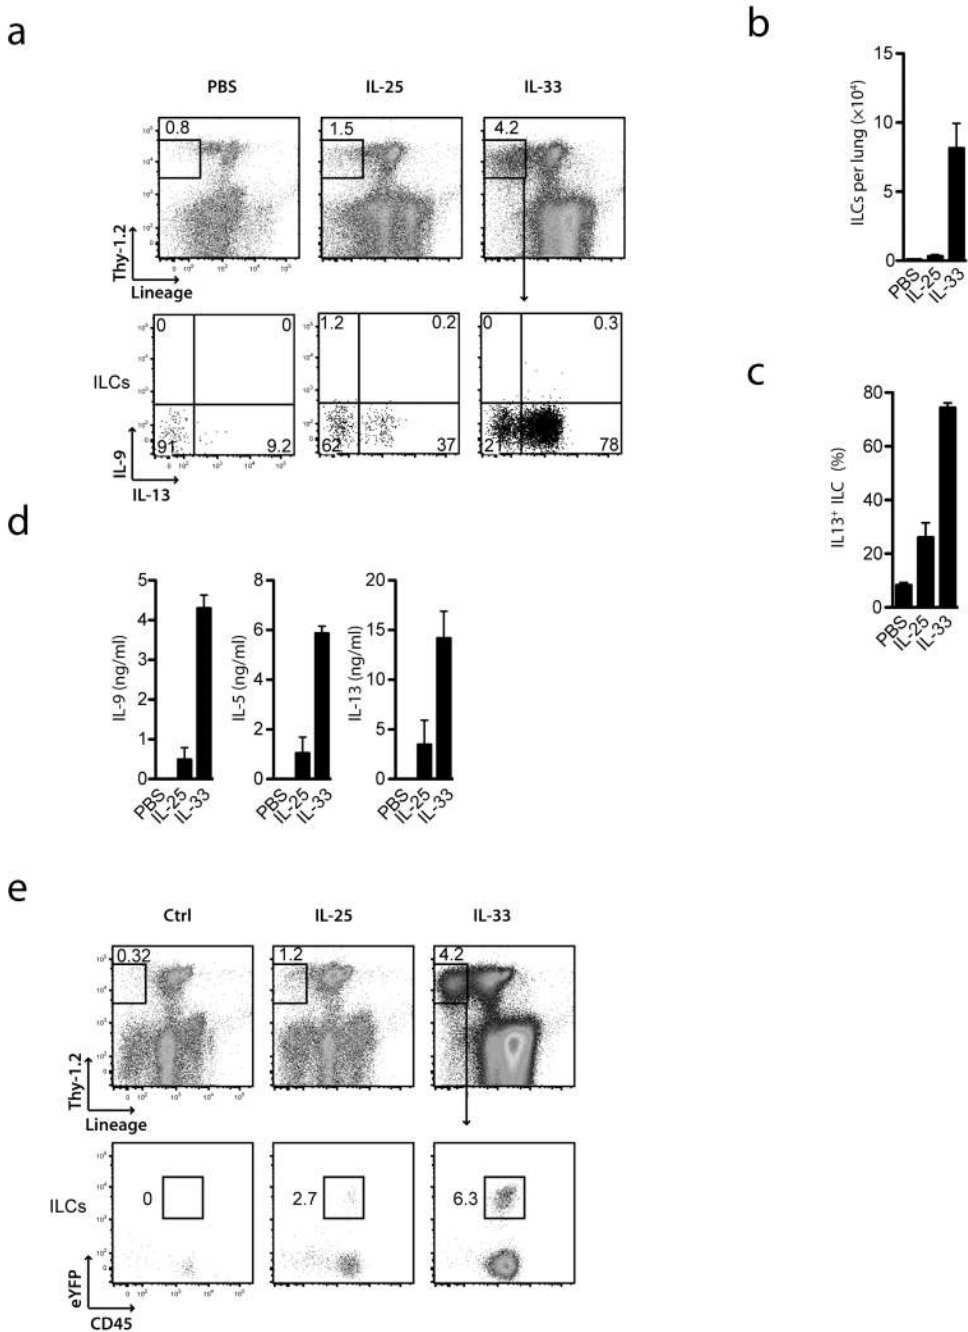 a
PBS
IL-25
IL-33
0.8
1.5
4.2
Thy-1.2
Lineage
0
0
1.2
0.2
0
0.3
ILCs
91
9.2
62
37
2
78
IL-9
IL-13
b
15
10
5
0
ILCs per lung (×10⁴)
PBS
IL-25
IL-33
c
80
60
40
20
0
IL13⁺ ILC (%)
PBS
IL-25
IL-33
d
5
4
3
2
1
0
IL-9 (ng/ml)
PBS
IL-25
IL-33
8
6
4
2
0
IL-5 (ng/ml)
PBS
IL-25
IL-33
20
15
10
5
0
IL-13 (ng/ml)
PBS
IL-25
IL-33
e
Ctrl
IL-25
IL-33
0.32
1.2
4.2
Thy-1.2
Lineage
ILCs
0
2.7
6.3
eYFP
CD45